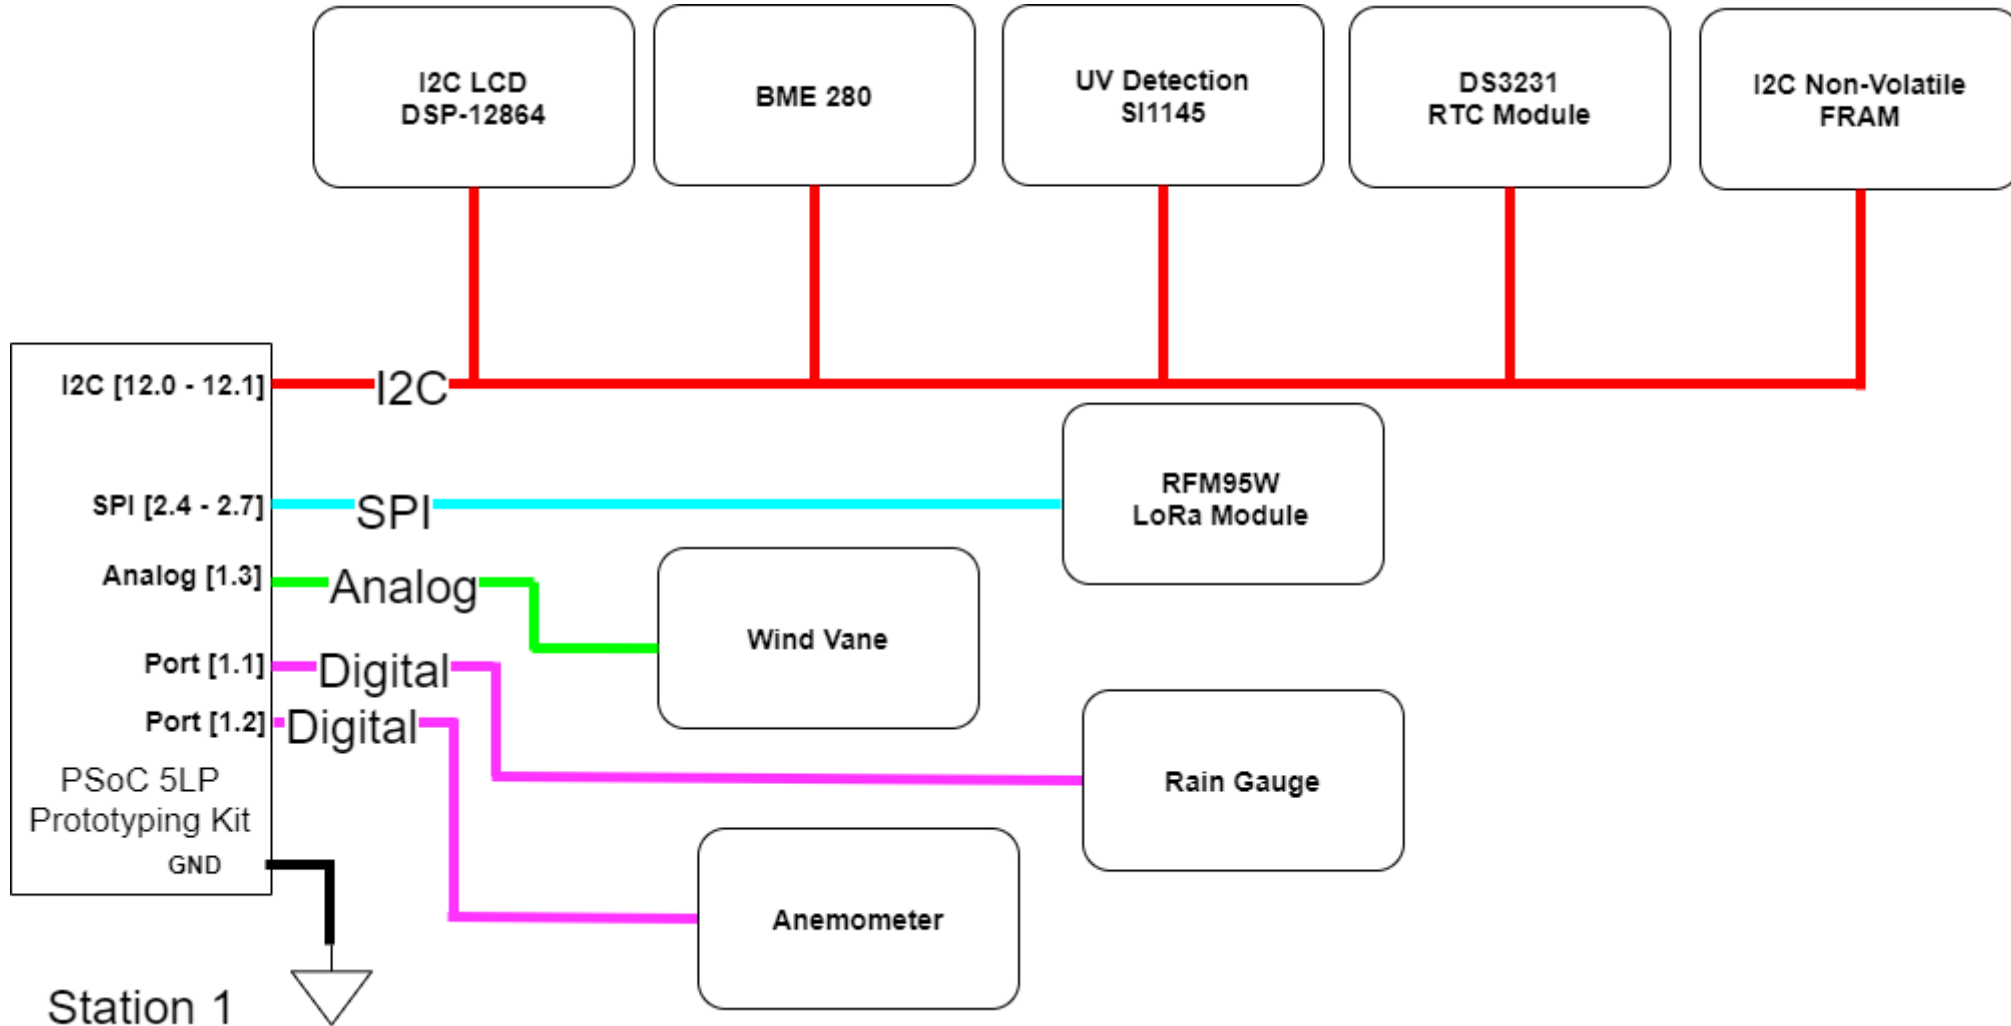 I2C LCD
DSP-12864
BME 280
UV Detection
SI1145
DS3231
RTC Module
I2C Non-Volatile
FRAM
I2C [12.0 - 12.1]
I2C
SPI [2.4 - 2.7]
SPI
RFM95W
LoRa Module
Analog [1.3]
Analog
Wind Vane
Port [1.1]
Digital
Port [1.2]
Digital
Rain Gauge
PSoC 5LP
Prototyping Kit
GND
Anemometer
Station 1